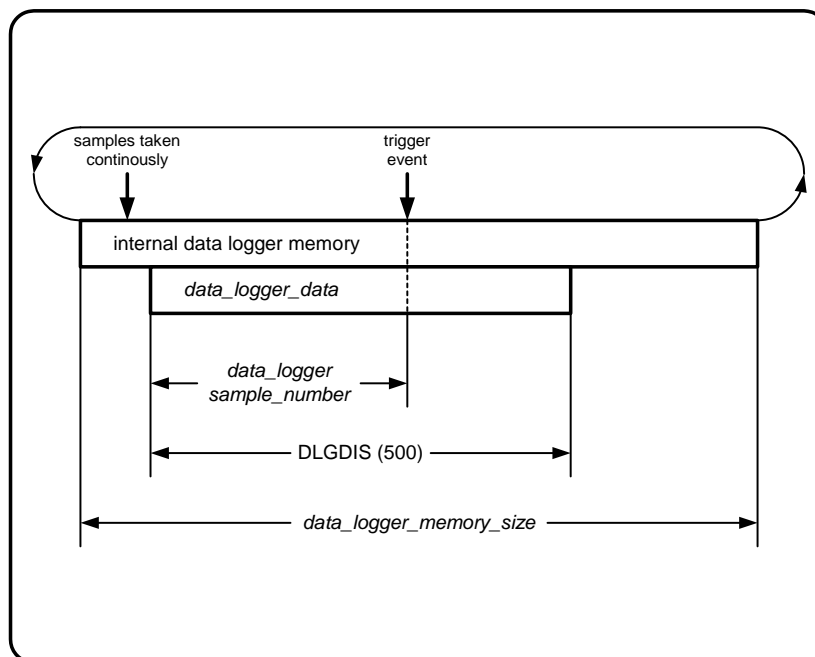 samples taken
continously
trigger
event
internal data logger memory
data_logger_data
data_logger
sample_number
DLGDIS (500)
data_logger_memory_size